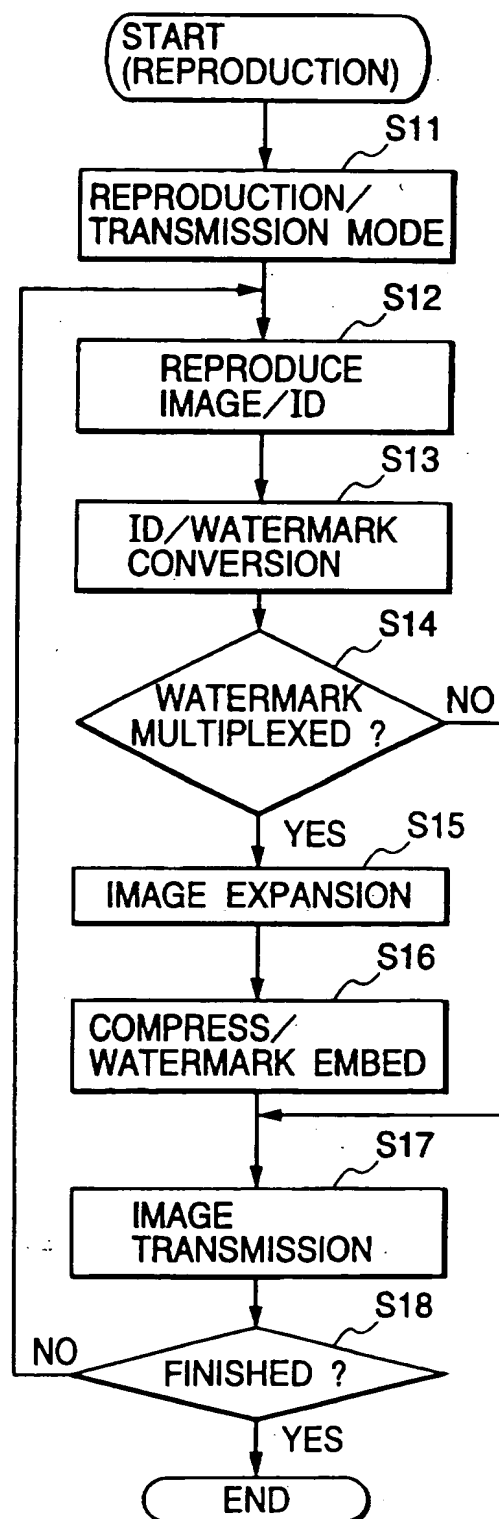 START
(REPRODUCTION)
S11
REPRODUCTION/
TRANSMISSION MODE
S12
REPRODUCE
IMAGE/ID
S13
ID/WATERMARK
CONVERSION
S14
WATERMARK
MULTIPLEXED ?
NO
YES
S15
IMAGE EXPANSION
S16
COMPRESS/
WATERMARK EMBED
S17
IMAGE
TRANSMISSION
S18
NO
FINISHED ?
YES
END